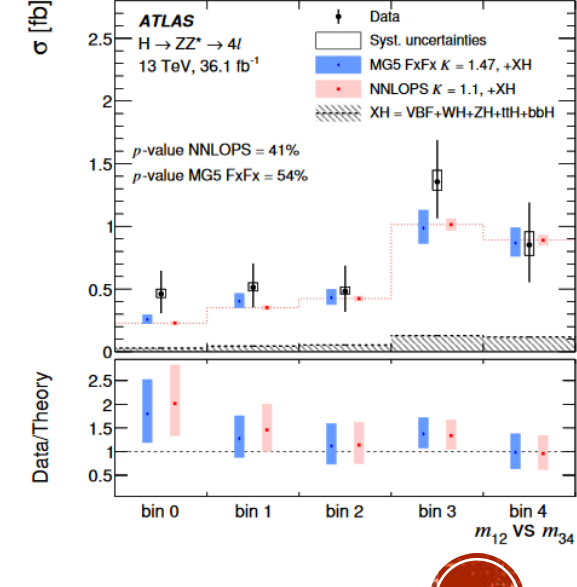 σ [fb]
ATLAS
H → ZZ* → 4l
13 TeV, 36.1 fb⁻¹
Data
Syst. uncertainties
MG5 FxFx K = 1.47, +XH
NNLOPS K = 1.1, +XH
XH = VBF+WH+ZH+ttH+bbH
p-value NNLOPS = 41%
p-value MG5 FxFx = 54%
2.5
2
1.5
1
0.5
0
Data/Theory
2.5
2
1.5
1
0.5
bin 0 bin 1 bin 2 bin 3 bin 4
m₁₂ VS m₃₄